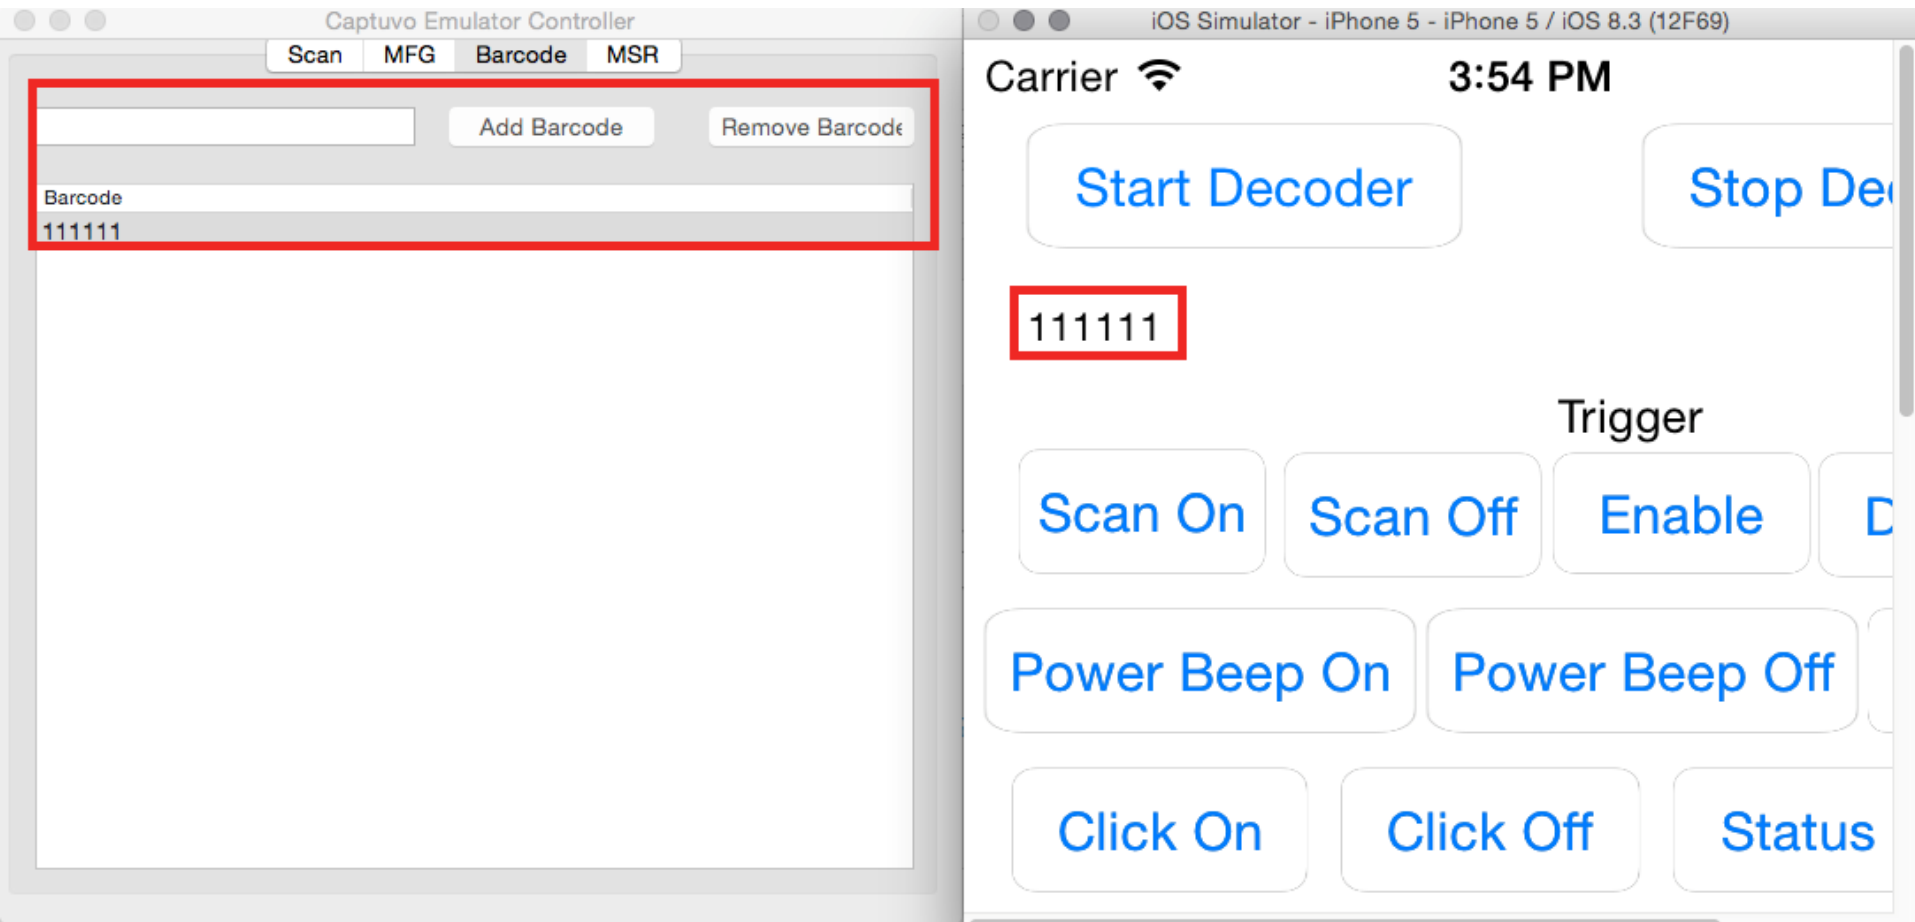 Captuvo Emulator Controller
Scan MFG Barcode MSR
Add Barcode Remove Barcode
Barcode
111111
iOS Simulator - iPhone 5 - iPhone 5 / iOS 8.3 (12F69)
Carrier 3:54 PM
Start Decoder Stop De
111111
Trigger
Scan On Scan Off Enable D
Power Beep On Power Beep Off
Click On Click Off Status